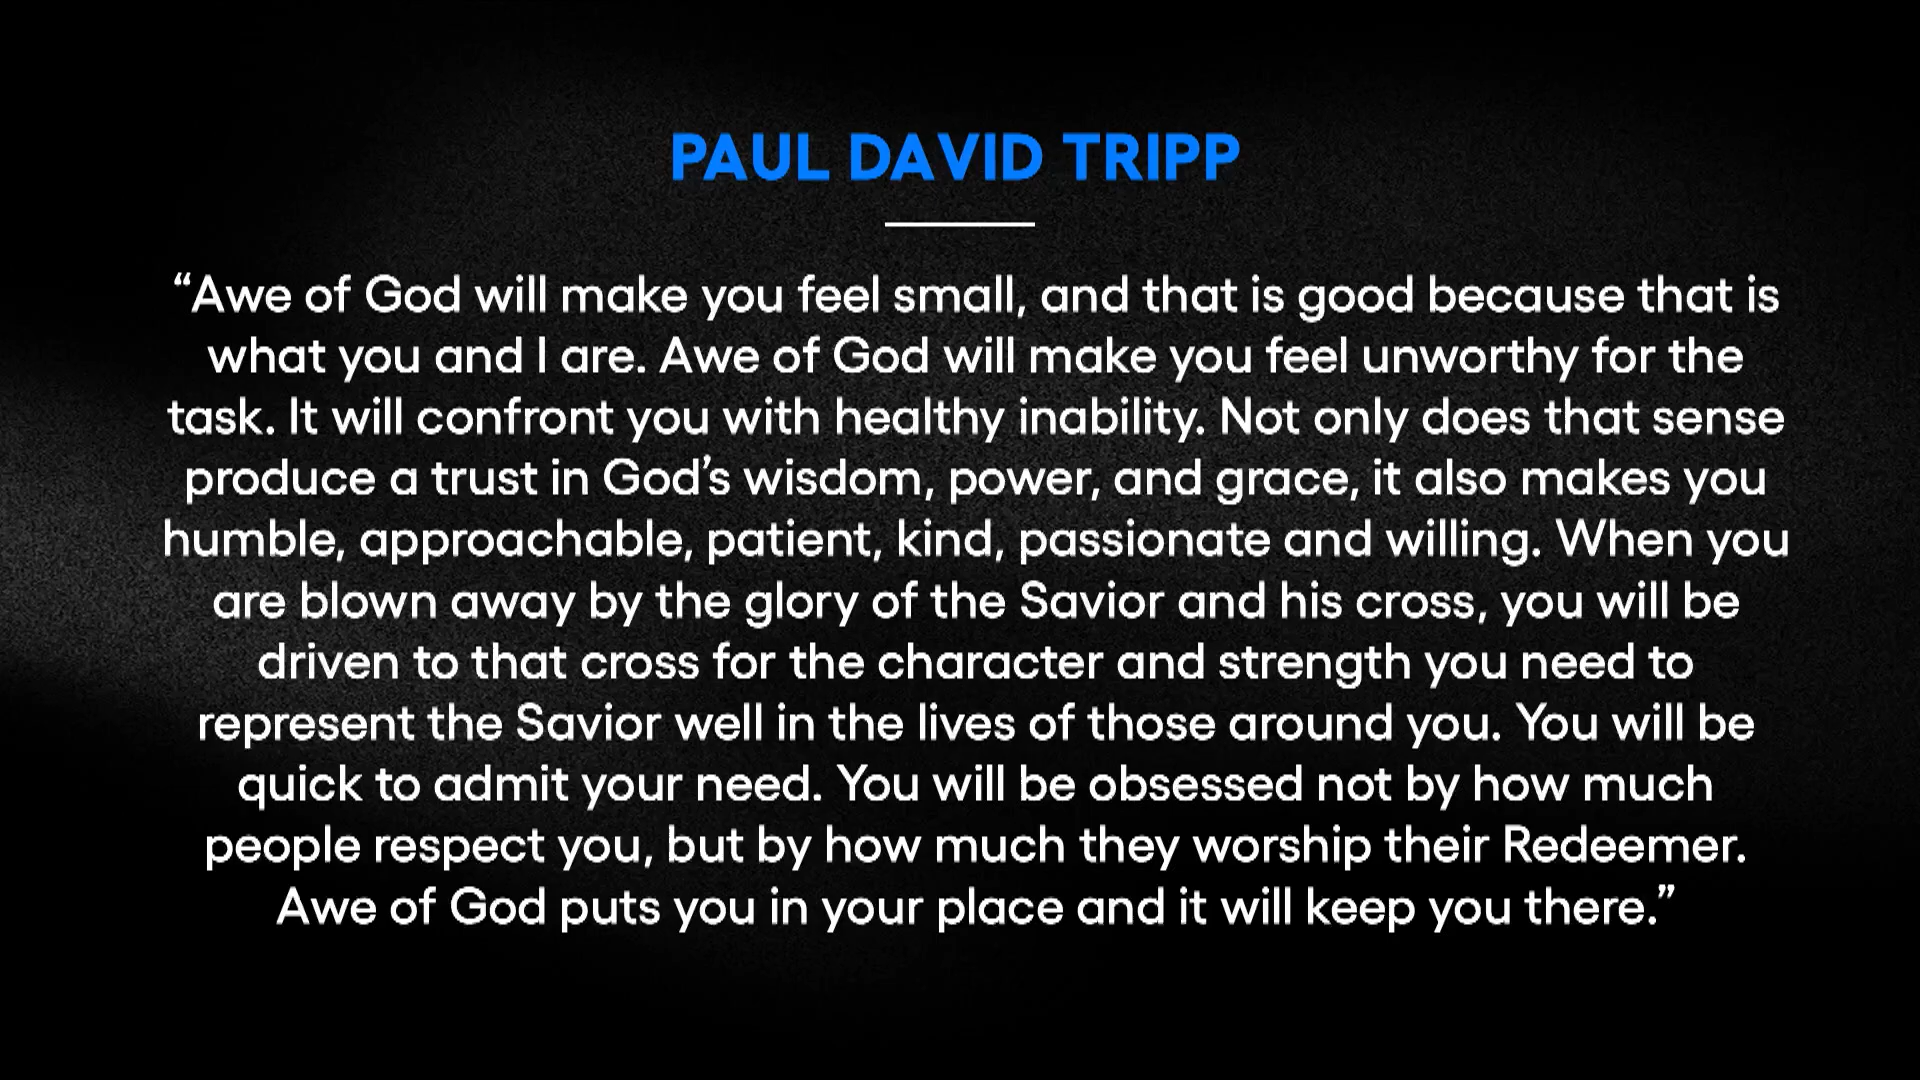 PAUL DAVID TRIPP
“Awe of God will make you feel small, and that is good because that is
what you and I are. Awe of God will make you feel unworthy for the
task. It will confront you with healthy inability. Not only does that sense
produce a trust in God’s wisdom, power, and grace, it also makes you
humble, approachable, patient, kind, passionate and willing. When you
are blown away by the glory of the Savior and his cross, you will be
driven to that cross for the character and strength you need to
represent the Savior well in the lives of those around you. You will be
quick to admit your need. You will be obsessed not by how much
people respect you, but by how much they worship their Redeemer.
Awe of God puts you in your place and it will keep you there.”